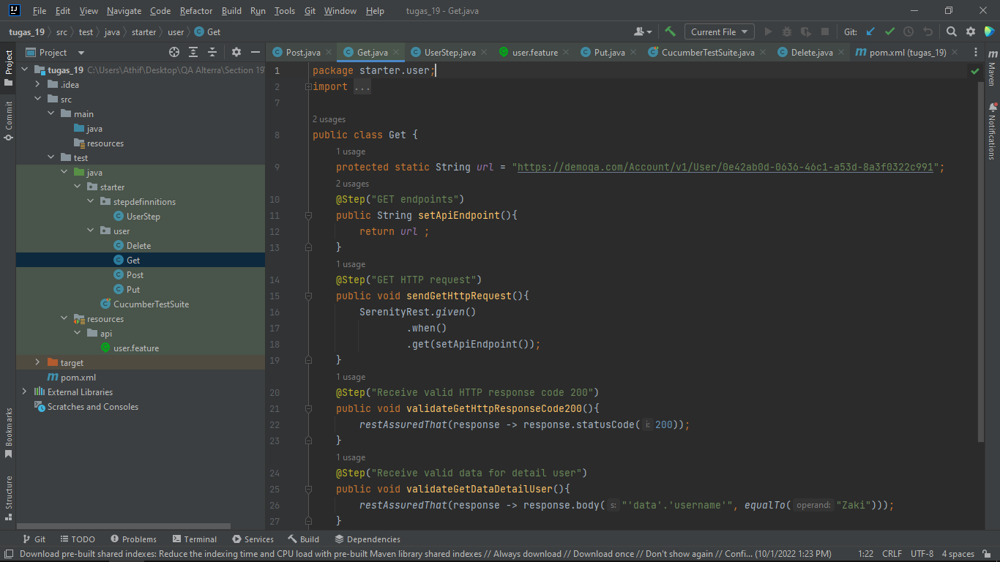 File Edit View Navigate Code Refactor Build Run Tools Git Window Help tugas_19 - Get.java
tugas_19 src test java starter user Get Current File Git:
Project
Post.java Get.java UserStep.java user.feature Put.java CucumberTestSuite.java Delete.java pom.xml (tugas_19)
Project
Commit
Bookmarks
Structure
tugas_19 C:\Users\Athif\Desktop\QA Alterra\Section 19\
.idea
src
main
java
resources
test
java
starter
stepdefinnitions
UserStep
user
Delete
Get
Post
Put
CucumberTestSuite
resources
api
user.feature
target
pom.xml
External Libraries
Scratches and Consoles
1 package starter.user;
2 import ...
7
2 usages
8 public class Get {
1 usage
9 protected static String url = "https://demoqa.com/Account/v1/User/0e42ab0d-0636-46c1-a53d-8a3f0322c991";
2 usages
10 @Step("GET endpoints")
11 public String setApiEndpoint(){
12 return url ;
13 }
1 usage
14 @Step("GET HTTP request")
15 public void sendGetHttpRequest(){
16 SerenityRest.given()
17 .when()
18 .get(setApiEndpoint());
19 }
1 usage
20 @Step("Receive valid HTTP response code 200")
21 public void validateGetHttpResponseCode200(){
22 restAssuredThat(response -> response.statusCode( i: 200));
23 }
1 usage
24 @Step("Receive valid data for detail user")
25 public void validateGetDataDetailUser(){
26 restAssuredThat(response -> response.body( s: "'data'.'username'", equalTo( operand: "Zaki")));
27 }
Maven
Notifications
Git TODO Problems Terminal Services Build Dependencies
Download pre-built shared indexes: Reduce the indexing time and CPU load with pre-built Maven library shared indexes // Always download // Download once // Don't show again // Confi... (10/1/2022 1:23 PM) 1:22 CRLF UTF-8 4 spaces